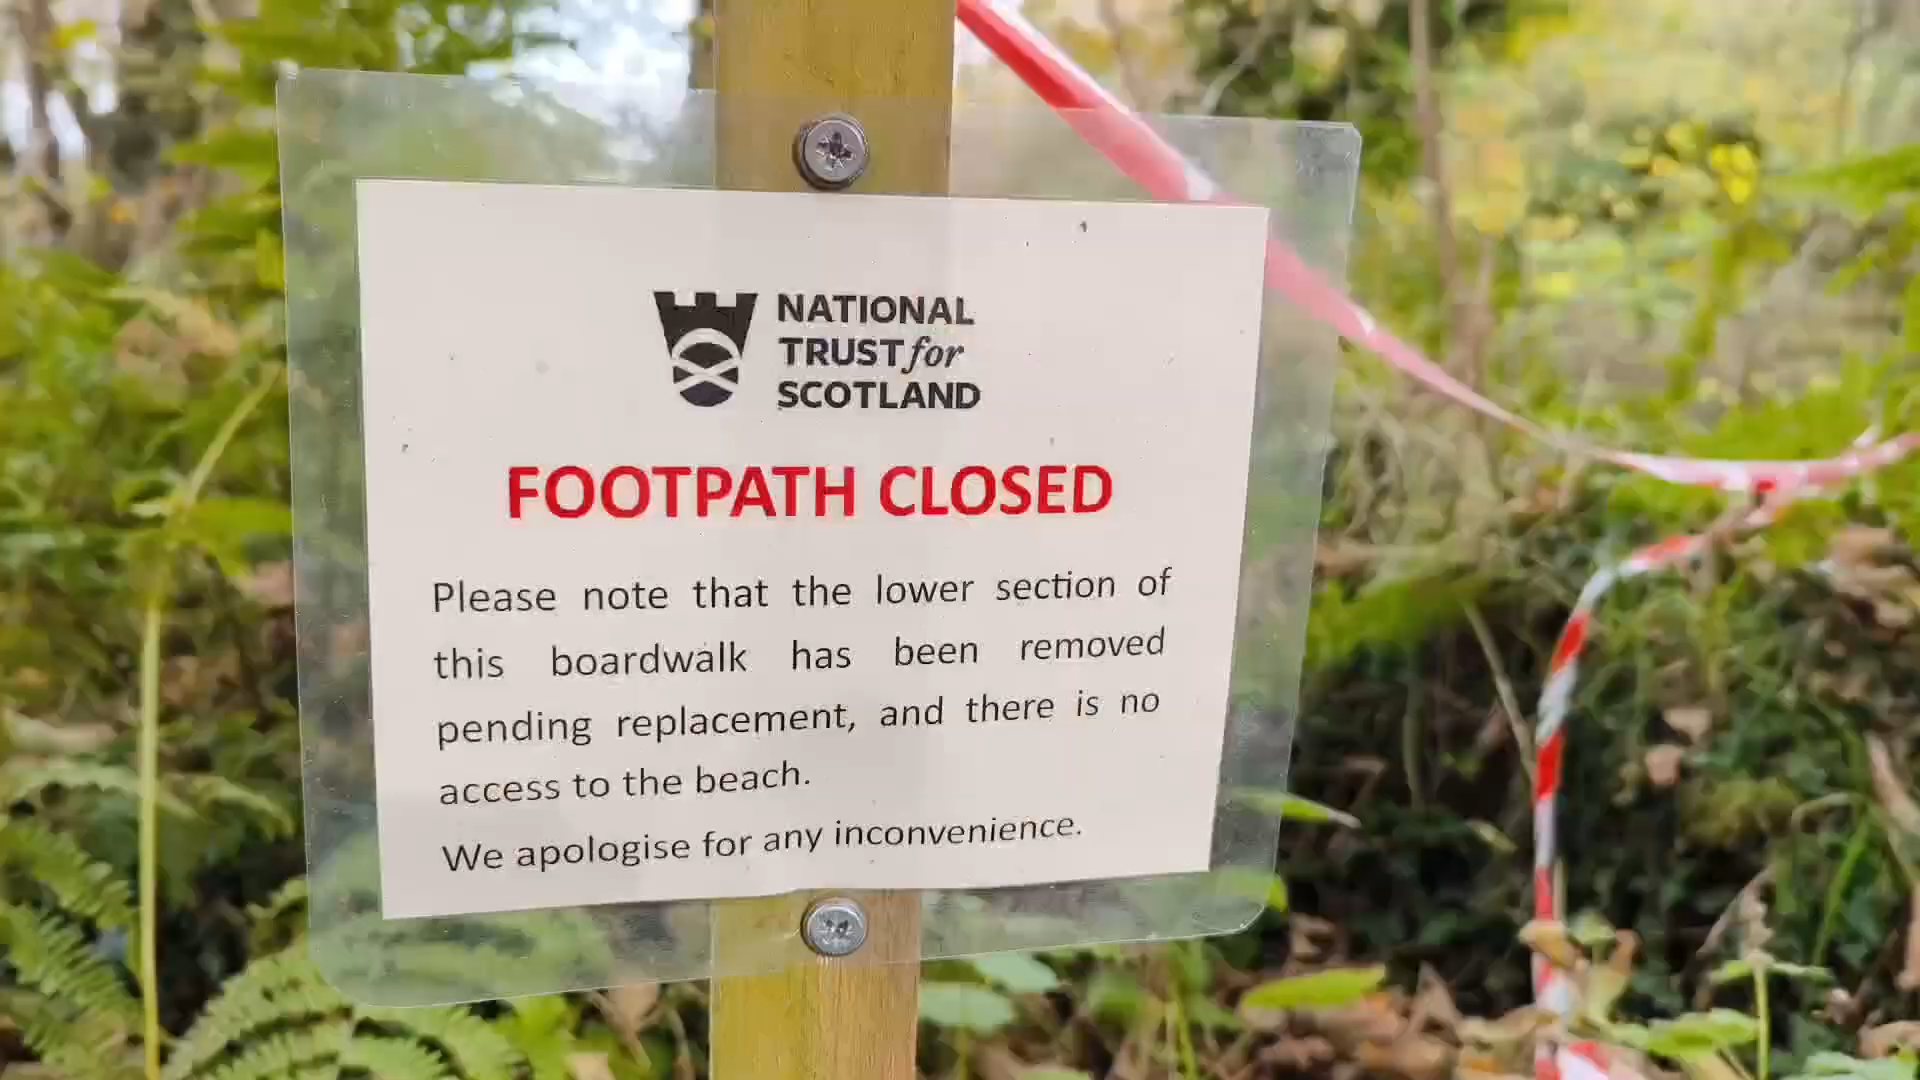 NATIONAL
TRUST for
SCOTLAND
FOOTPATH CLOSED
Please note that the lower section of
this boardwalk has been removed
pending replacement, and there is no
access to the beach.
We apologise for any inconvenience.